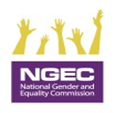 NGEC
National Gender and
Equality Commission